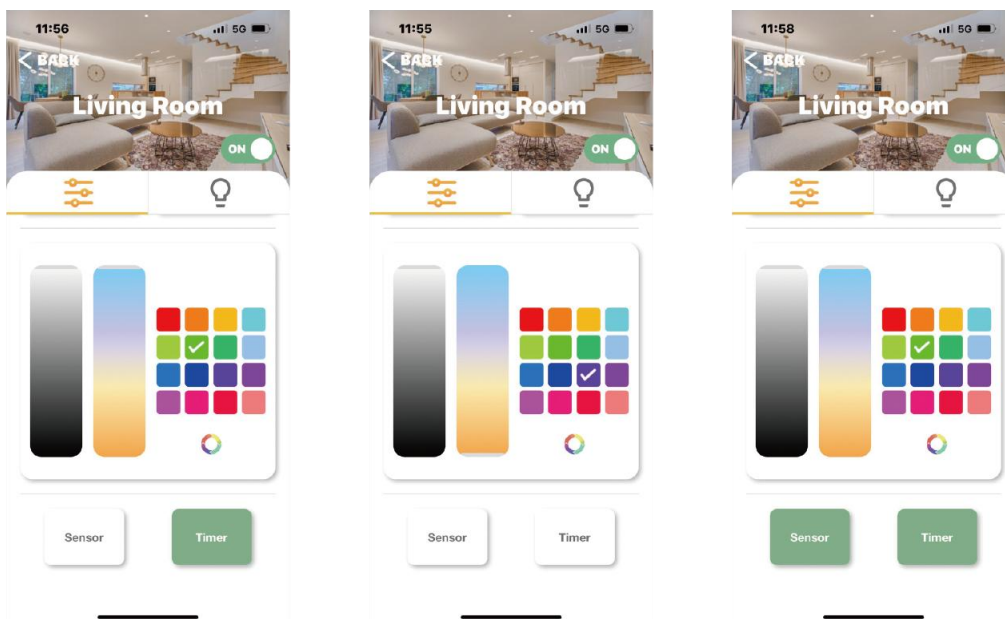 11:56
5G
BACK
Living Room
ON
Sensor
Timer
11:55
5G
BACK
Living Room
ON
Sensor
Timer
11:58
5G
BACK
Living Room
ON
Sensor
Timer